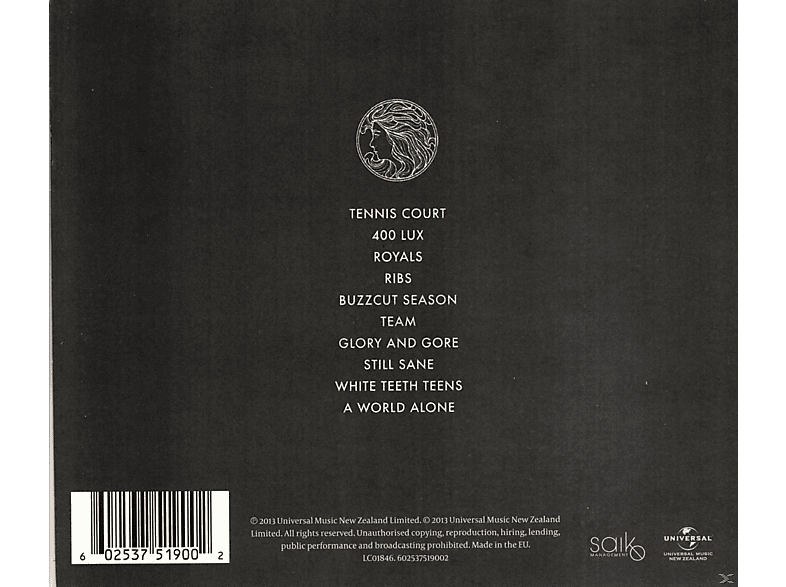 TENNIS COURT
400 LUX
ROYALS
RIBS
BUZZCUT SEASON
TEAM
GLORY AND GORE
STILL SANE
WHITE TEETH TEENS
A WORLD ALONE
6 02537 51900 2
℗ 2013 Universal Music New Zealand Limited. © 2013 Universal Music New Zealand
Limited. All rights reserved. Unauthorised copying, reproduction, hiring, lending,
public performance and broadcasting prohibited. Made in the EU.
LC01846. 602537519002
saiko
MANAGEMENT
UNIVERSAL
UNIVERSAL MUSIC
NEW ZEALAND